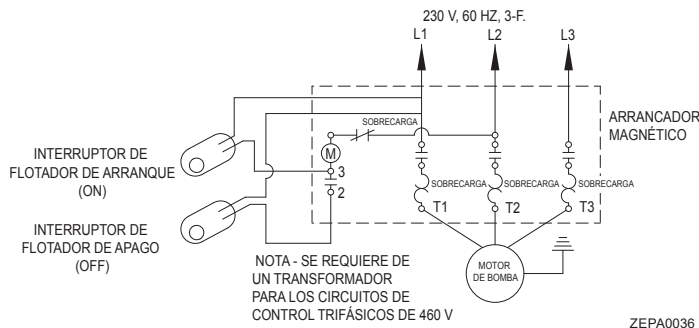 230 V, 60 HZ, 3-F.
L1
L2
L3
SOBRECARGA
ARRANCADOR
MAGNÉTICO
M
3
2
INTERRUPTOR DE
FLOTADOR DE ARRANQUE
(ON)
SOBRECARGA
SOBRECARGA
SOBRECARGA
T1
T2
T3
INTERRUPTOR DE
FLOTADOR DE APAGO
(OFF)
NOTA - SE REQUIERE DE
UN TRANSFORMADOR
PARA LOS CIRCUITOS DE
CONTROL TRIFÁSICOS DE 460 V
MOTOR
DE BOMBA
ZEPA0036